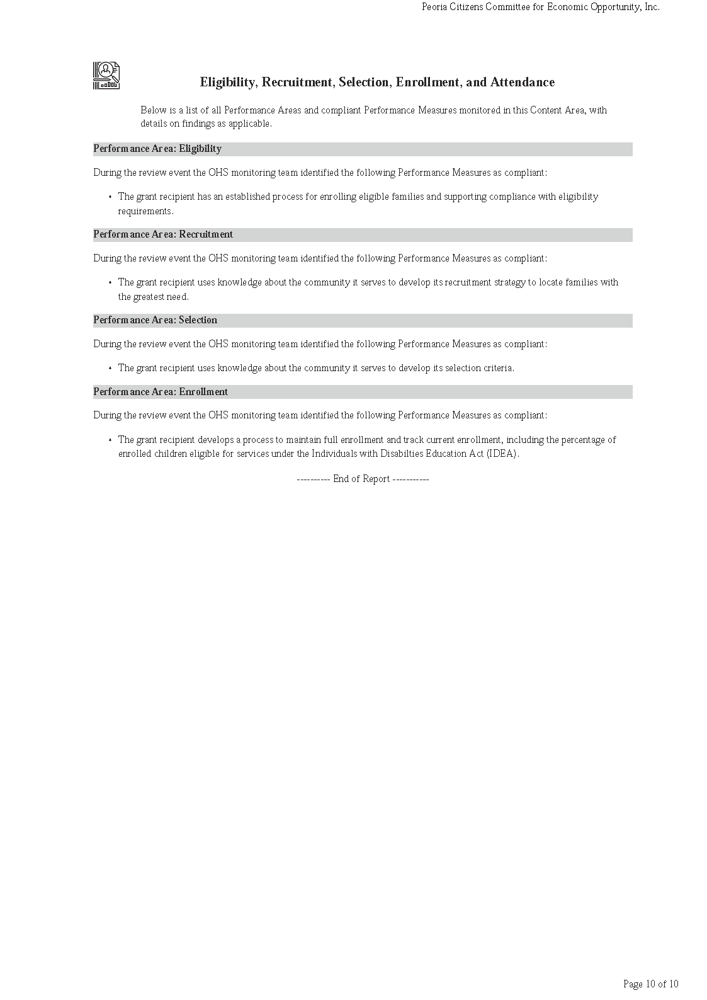 Peoria Citizens Committee for Economic Opportunity, Inc.
Eligibility, Recruitment, Selection, Enrollment, and Attendance
Below is a list of all Performance Areas and compliant Performance Measures monitored in this Content Area, with
details on findings as applicable.
Performance Area: Eligibility
During the review event the OHS monitoring team identified the following Performance Measures as compliant:
• The grant recipient has an established process for enrolling eligible families and supporting compliance with eligibility
requirements.
Performance Area: Recruitment
During the review event the OHS monitoring team identified the following Performance Measures as compliant:
• The grant recipient uses knowledge about the community it serves to develop its recruitment strategy to locate families with
the greatest need.
Performance Area: Selection
During the review event the OHS monitoring team identified the following Performance Measures as compliant:
• The grant recipient uses knowledge about the community it serves to develop its selection criteria.
Performance Area: Enrollment
During the review event the OHS monitoring team identified the following Performance Measures as compliant:
• The grant recipient develops a process to maintain full enrollment and track current enrollment, including the percentage of
enrolled children eligible for services under the Individuals with Disabilties Education Act (IDEA).
---------- End of Report -----------
Page 10 of 10